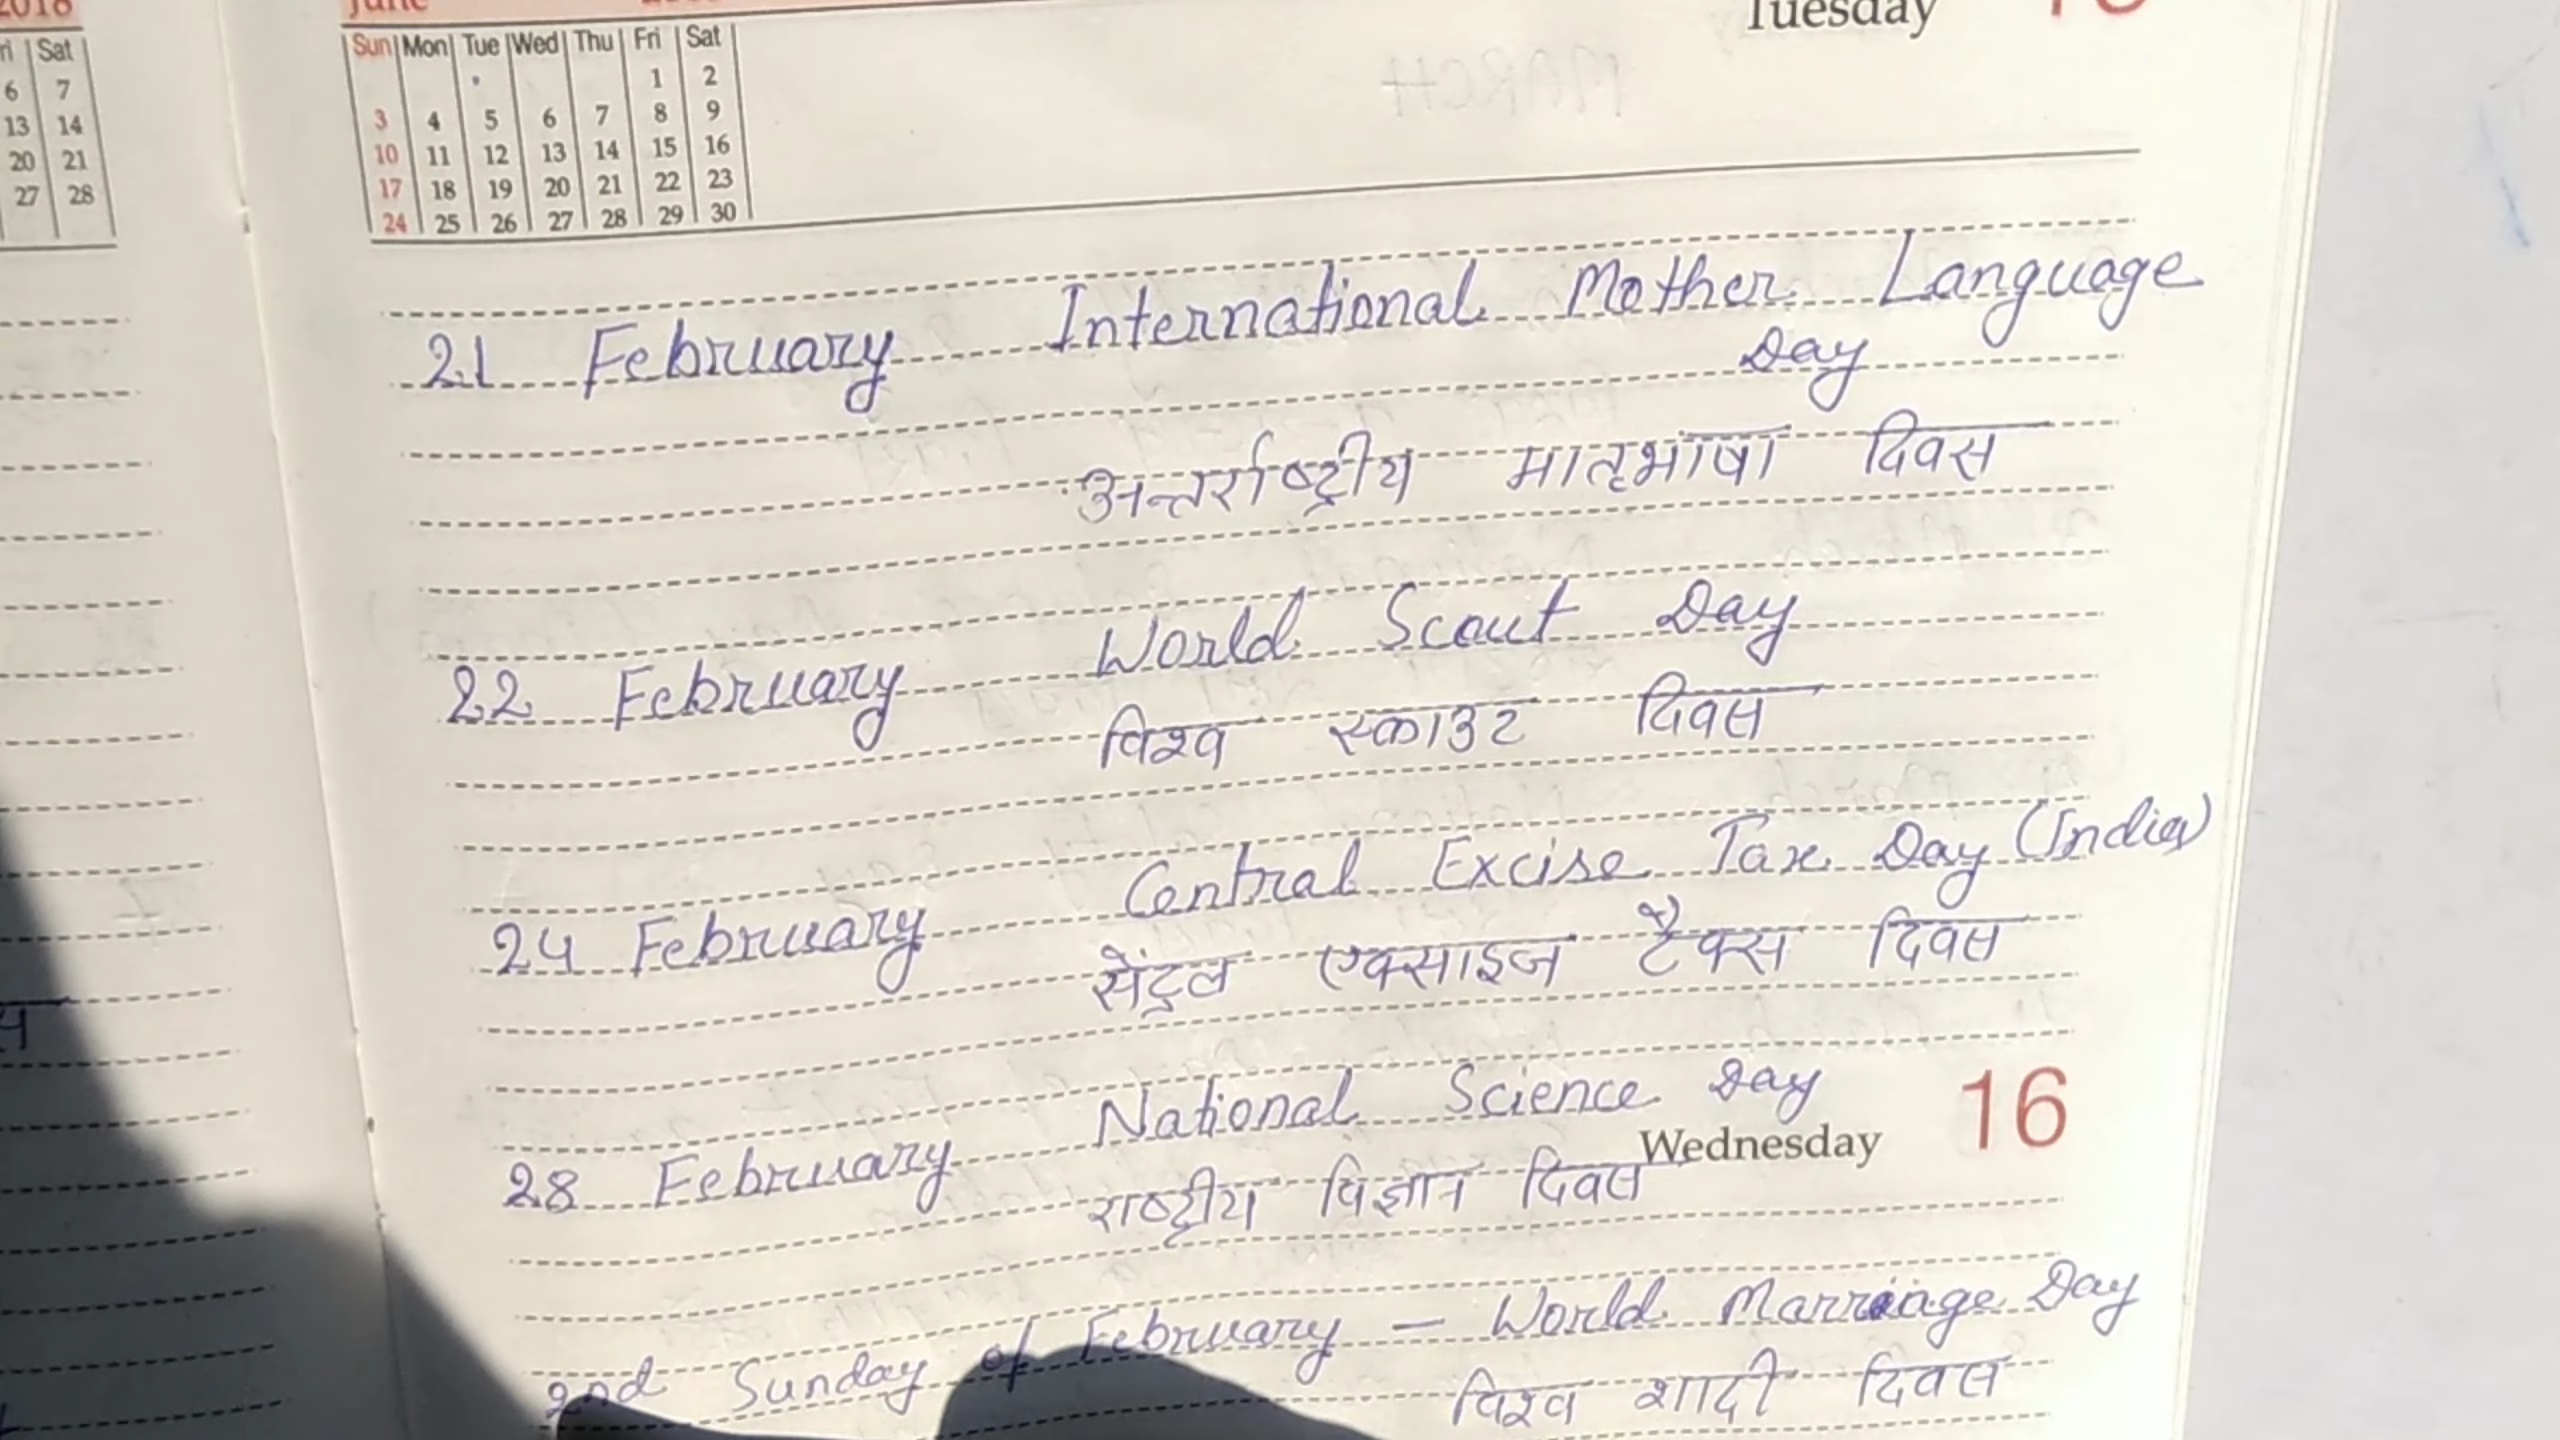 2018
June
Sun Mon Tue Wed Thu Fri Sat
1 2
3 4 5 6 7 8 9
10 11 12 13 14 15 16
17 18 19 20 21 22 23
24 25 26 27 28 29 30
Sat
6 7
13 14
20 21
27 28
Tuesday
MARCH
21 February International Mother Language
Day
अन्तर्राष्ट्रीय मातृभाषा दिवस
22 February World Scout Day
विश्व स्काउट दिवस
24 February Central Excise Tax Day (India)
सेंट्रल एक्साइज टैक्स दिवस
28 February National Science Day
Wednesday 16
राष्ट्रीय विज्ञान दिवस
2nd Sunday of February - World Marriage Day
विश्व शादी दिवस